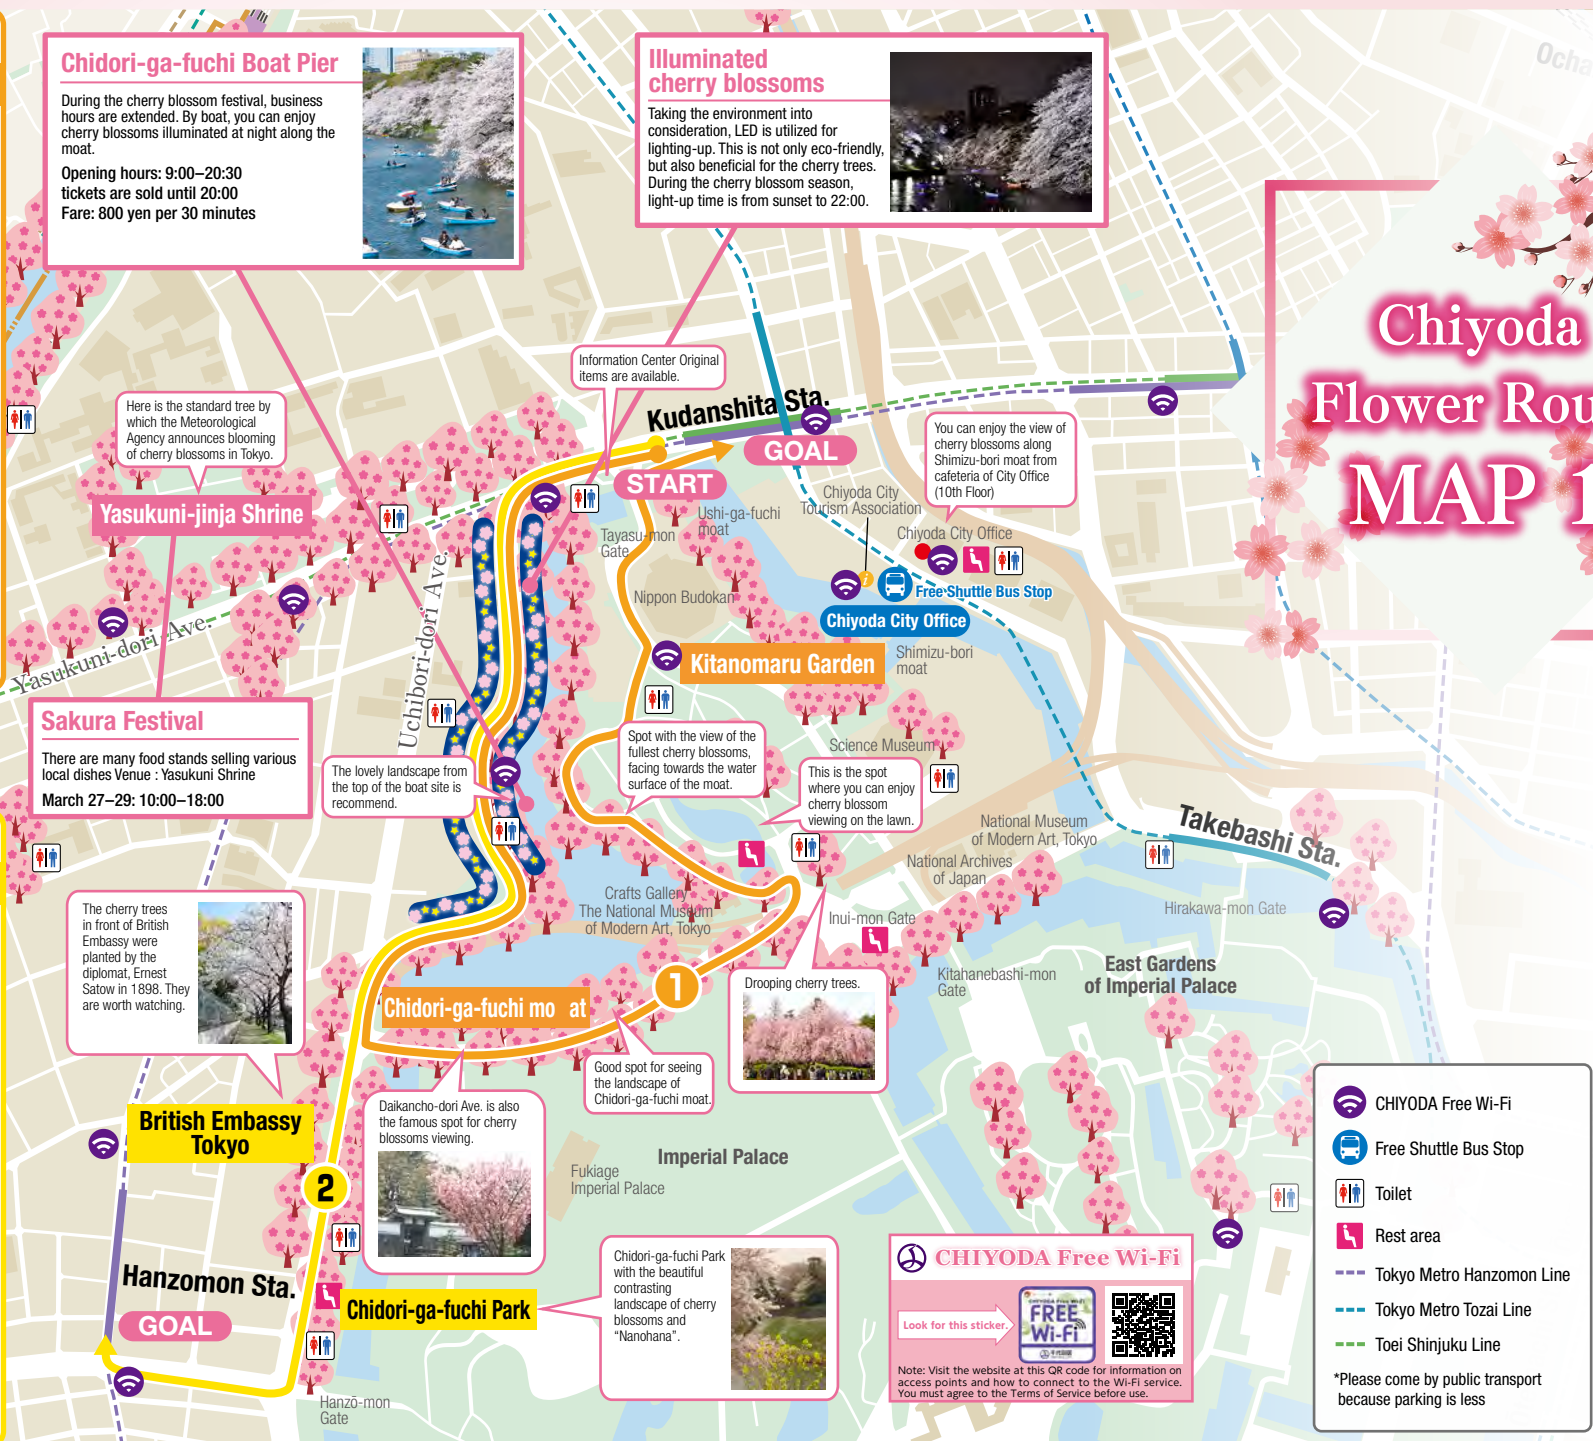 Chidori-ga-fuchi Boat Pier
During the cherry blossom festival, business
hours are extended. By boat, you can enjoy
cherry blossoms illuminated at night along the
moat.
Opening hours: 9:00–20:30
tickets are sold until 20:00
Fare: 800 yen per 30 minutes
Illuminated
cherry blossoms
Taking the environment into
consideration, LED is utilized for
lighting-up. This is not only eco-friendly,
but also beneficial for the cherry trees.
During the cherry blossom season,
light-up time is from sunset to 22:00.
Chiyoda
Flower Rou
MAP 1
Information Center Original
items are available.
Kudanshita Sta.
GOAL
START
Here is the standard tree by
which the Meteorological
Agency announces blooming
of cherry blossoms in Tokyo.
Yasukuni-jinja Shrine
You can enjoy the view of
cherry blossoms along
Shimizu-bori moat from
cafeteria of City Office
(10th Floor)
Chiyoda City
Tourism Association
Chiyoda City Office
Ushi-ga-fuchi
moat
Tayasu-mon
Gate
Nippon Budokan
Free Shuttle Bus Stop
Chiyoda City Office
Kitanomaru Garden
Shimizu-bori
moat
Uchibori-dori Ave.
Yasukuni-dori Ave.
Sakura Festival
There are many food stands selling various
local dishes Venue : Yasukuni Shrine
March 27–29: 10:00–18:00
The lovely landscape from
the top of the boat site is
recommend.
Spot with the view of the
fullest cherry blossoms,
facing towards the water
surface of the moat.
Science Museum
This is the spot
where you can enjoy
cherry blossom
viewing on the lawn.
National Museum
of Modern Art, Tokyo
National Archives
of Japan
Takebashi Sta.
Hirakawa-mon Gate
Crafts Gallery
The National Museum
of Modern Art, Tokyo
Inui-mon Gate
Kitahanebashi-mon
Gate
East Gardens
of Imperial Palace
The cherry trees
in front of British
Embassy were
planted by the
diplomat, Ernest
Satow in 1898. They
are worth watching.
Chidori-ga-fuchi mo at
1
Drooping cherry trees.
Good spot for seeing
the landscape of
Chidori-ga-fuchi moat.
British Embassy
Tokyo
Daikancho-dori Ave. is also
the famous spot for cherry
blossoms viewing.
2
Fukiage
Imperial Palace
Imperial Palace
Hanzomon Sta.
GOAL
Chidori-ga-fuchi Park
Chidori-ga-fuchi Park
with the beautiful
contrasting
landscape of cherry
blossoms and
“Nanohana”.
Hanzō-mon
Gate
CHIYODA Free Wi-Fi
Look for this sticker.
FREE
Wi-Fi
Note: Visit the website at this QR code for information on
access points and how to connect to the Wi-Fi service.
You must agree to the Terms of Service before use.
CHIYODA Free Wi-Fi
Free Shuttle Bus Stop
Toilet
Rest area
Tokyo Metro Hanzomon Line
Tokyo Metro Tozai Line
Toei Shinjuku Line
*Please come by public transport
because parking is less
Ocha